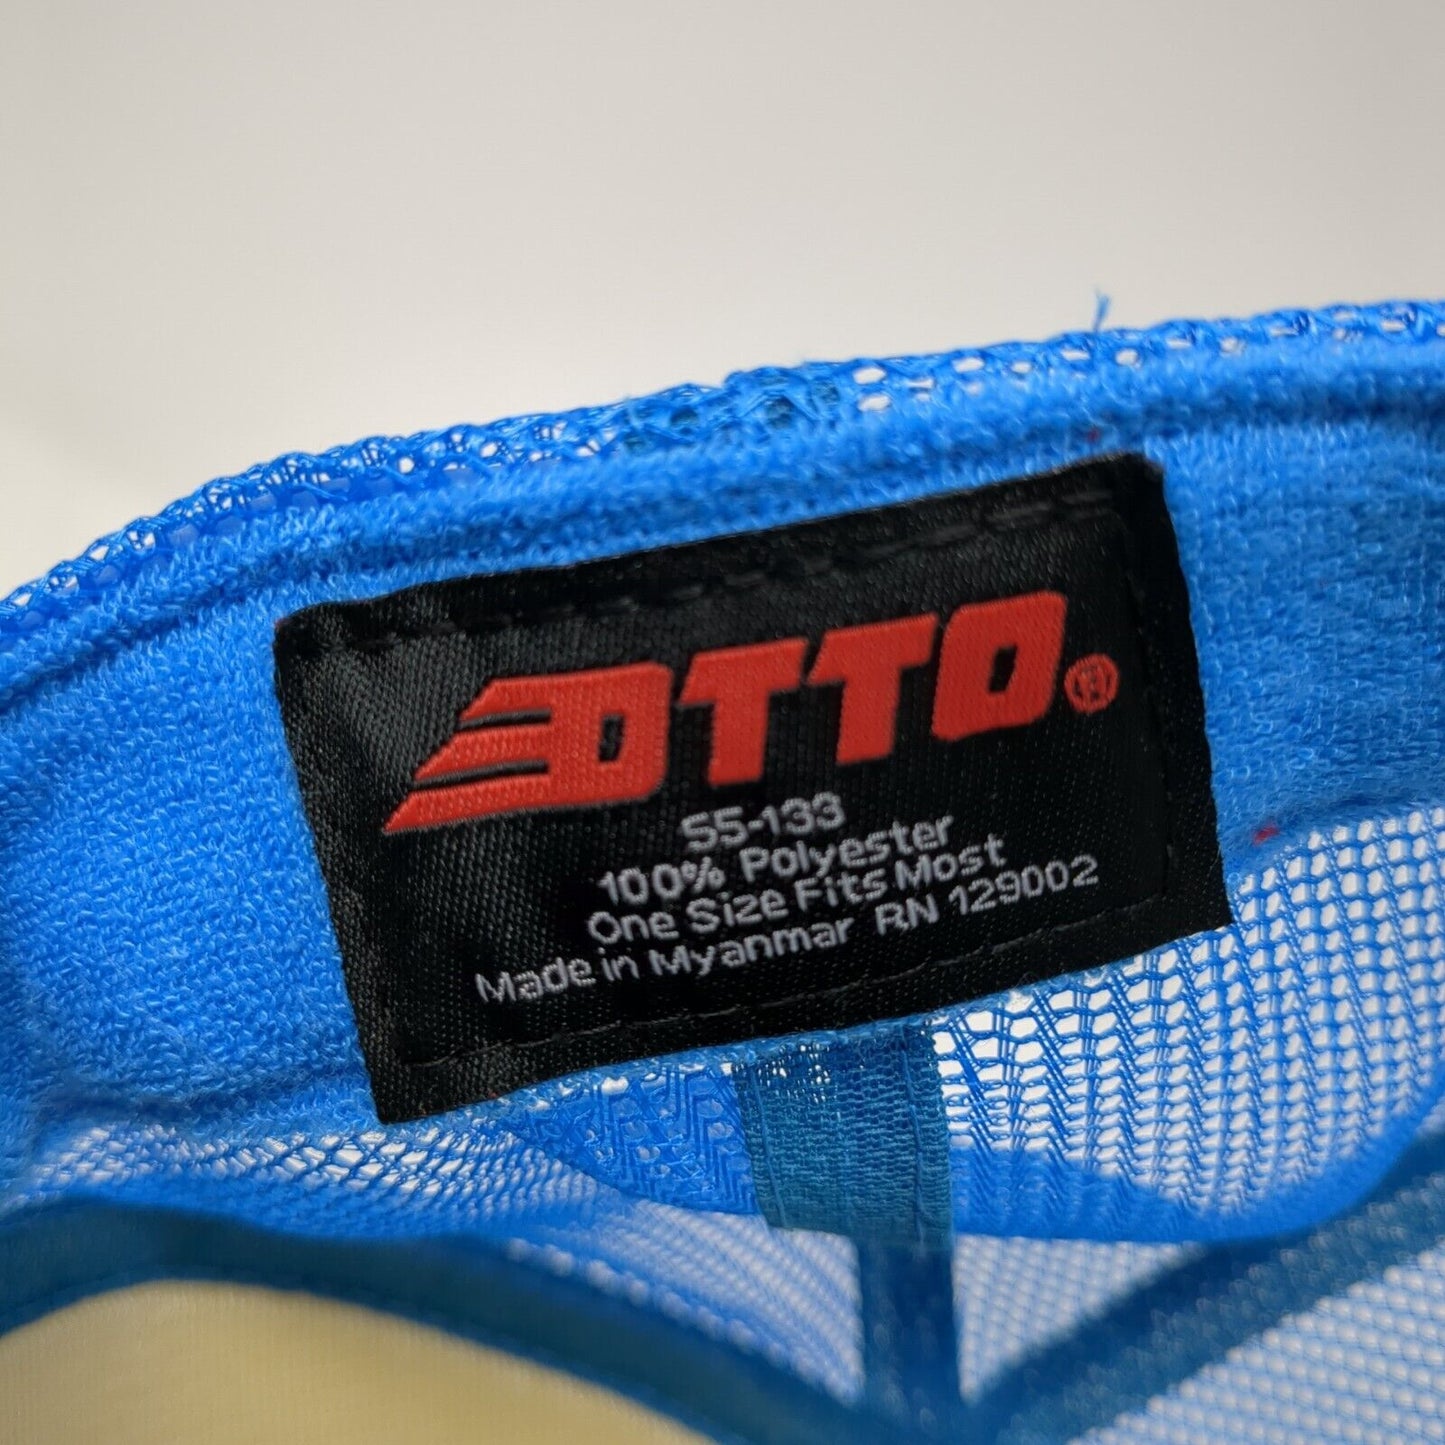 OTTO®
55-133
100% Polyester
One Size Fits Most
Made in Myanmar RN 129002